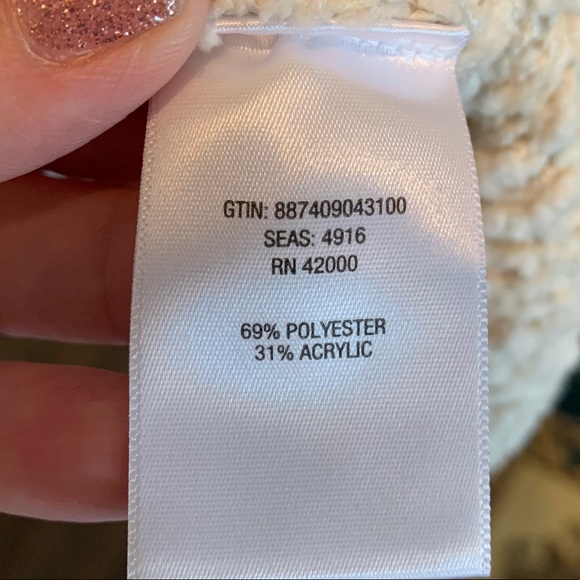 GTIN: 887409043100
SEAS: 4916
RN 42000
69% POLYESTER
31% ACRYLIC